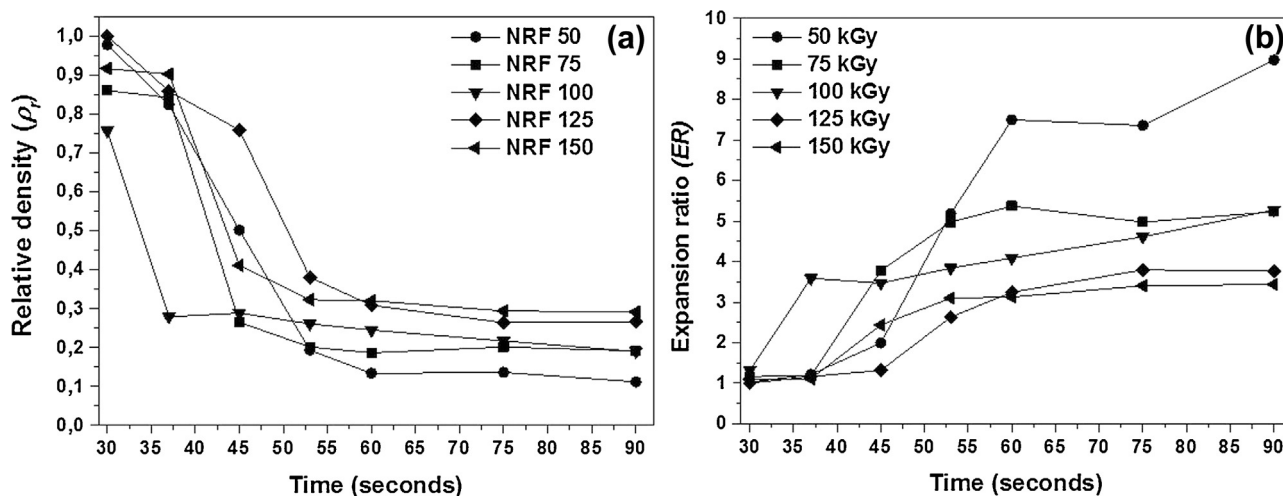 (a)
NRF 50
NRF 75
NRF 100
NRF 125
NRF 150
Relative density (ρr)
1,0
0,9
0,8
0,7
0,6
0,5
0,4
0,3
0,2
0,1
0,0
30 35 40 45 50 55 60 65 70 75 80 85 90
Time (seconds)
(b)
50 kGy
75 kGy
100 kGy
125 kGy
150 kGy
Expansion ratio (ER)
10
9
8
7
6
5
4
3
2
1
0
30 35 40 45 50 55 60 65 70 75 80 85 90
Time (seconds)